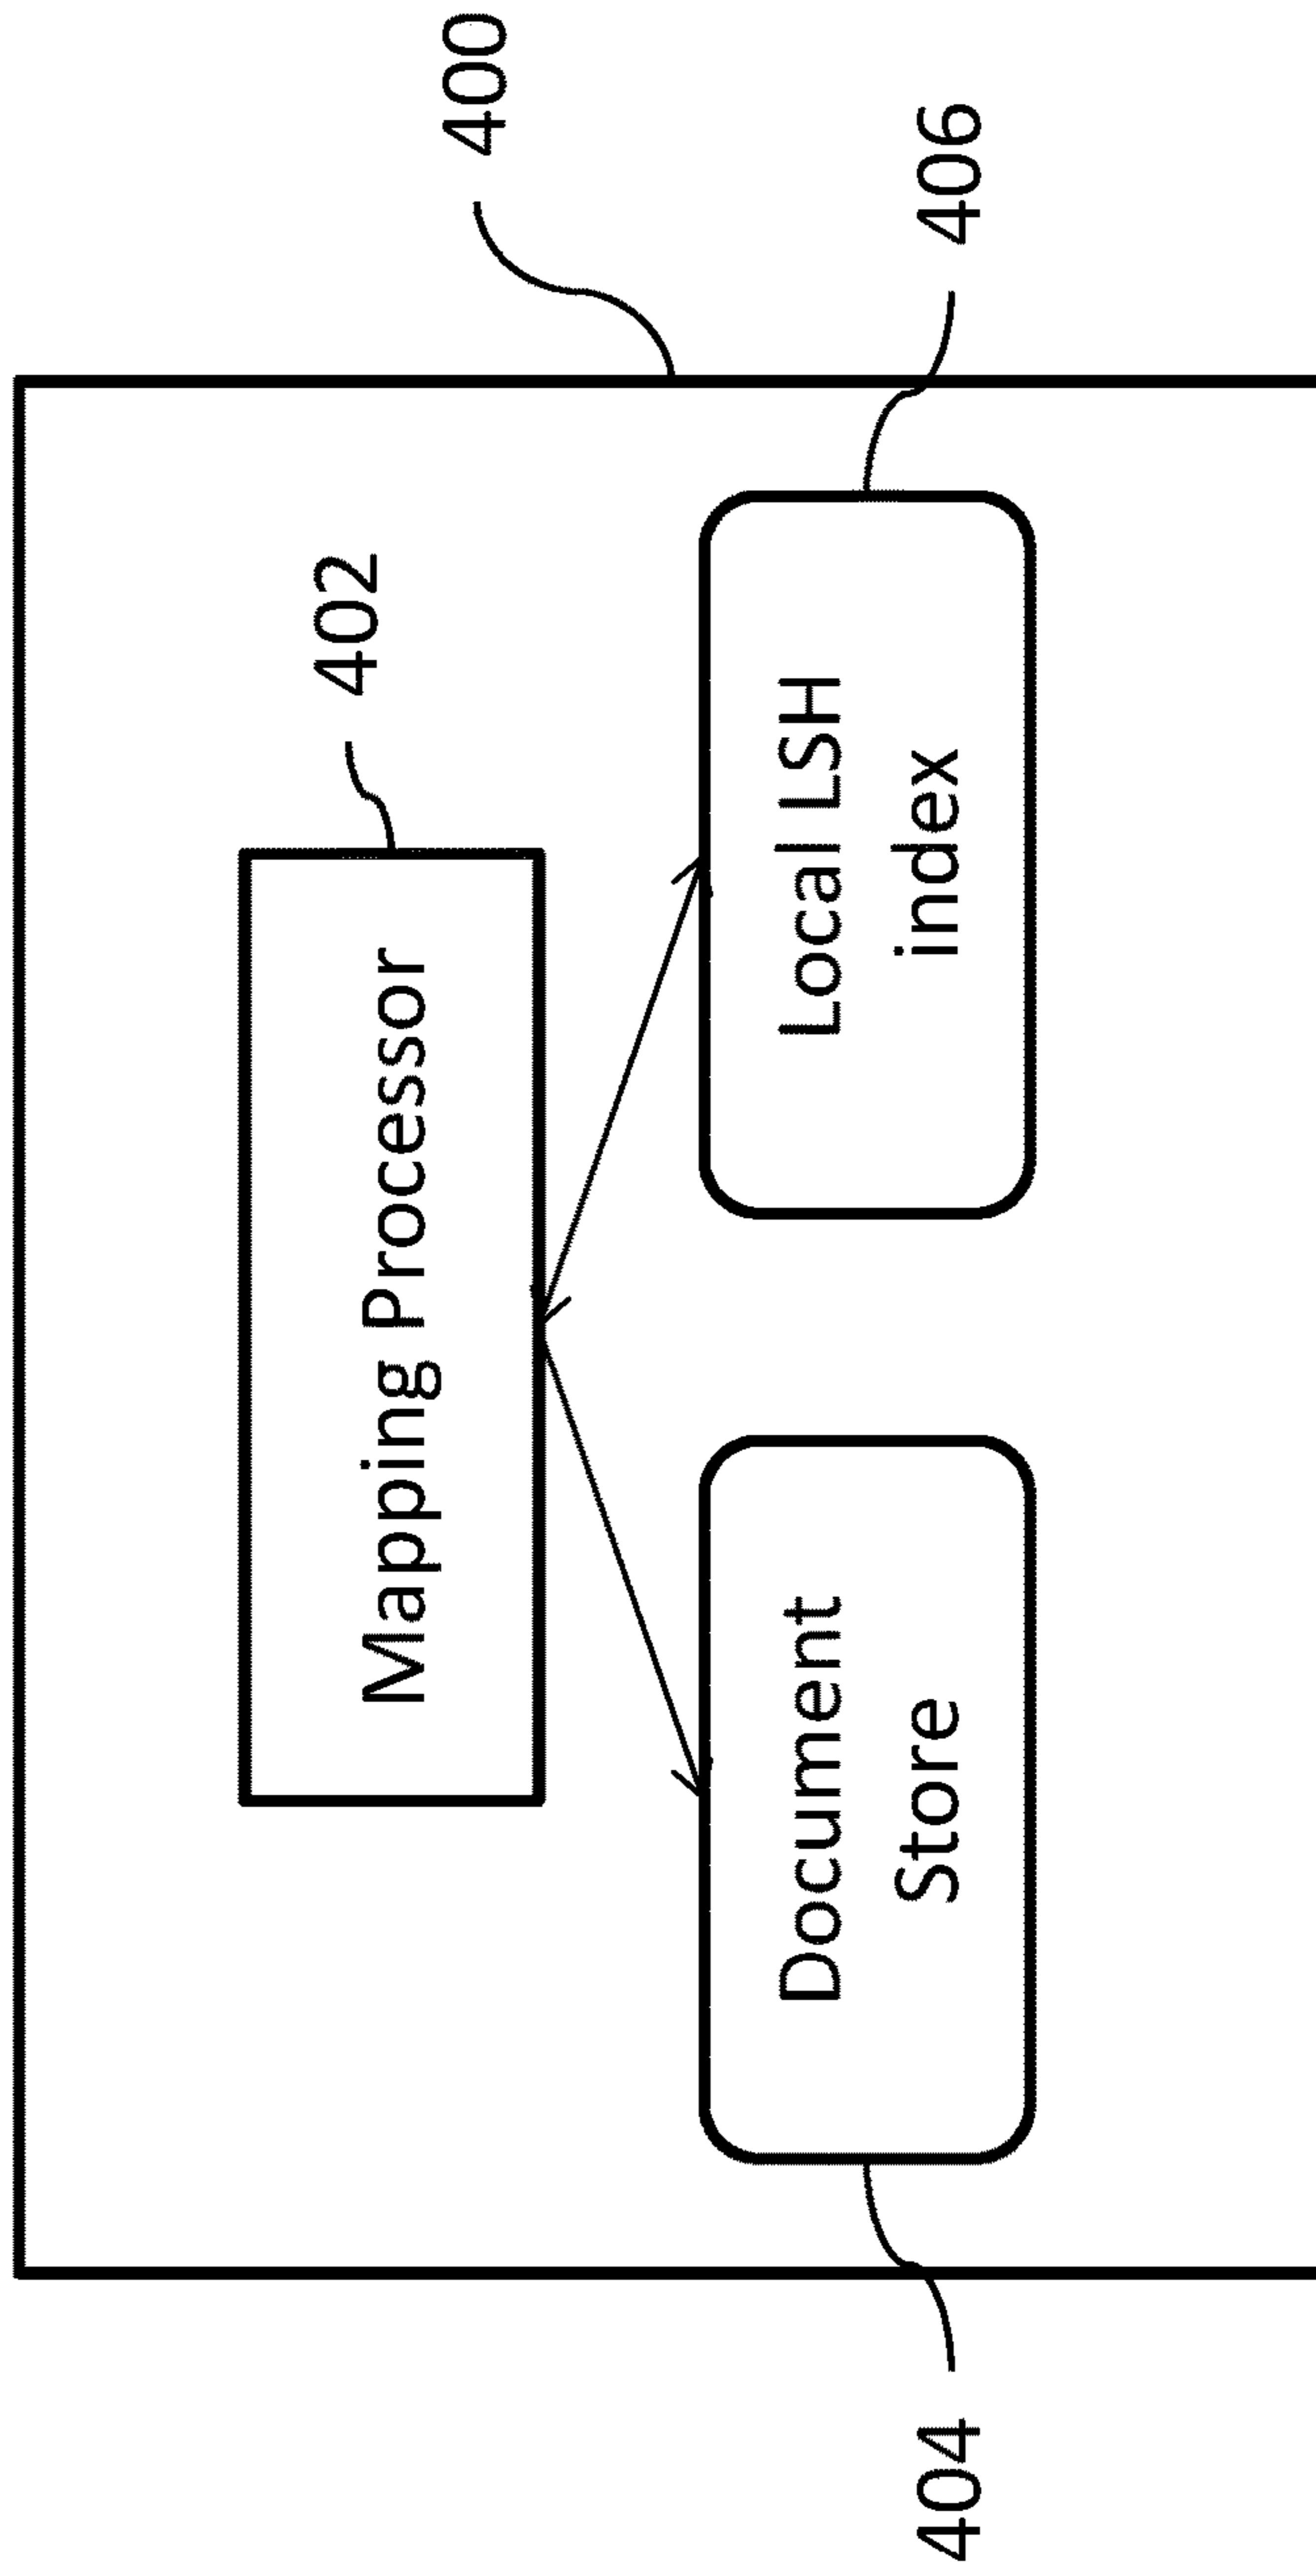 400
402
Mapping Processor
404
Document
Store
Local LSH
index
406